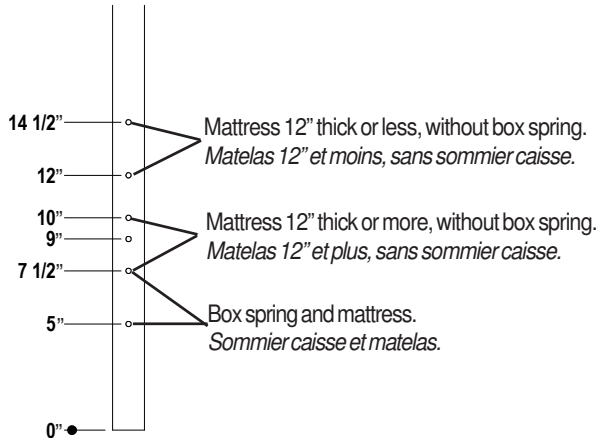 14 1/2”
Mattress 12” thick or less, without box spring.
Matelas 12” et moins, sans sommier caisse.
12”
10”
Mattress 12” thick or more, without box spring.
9”
Matelas 12” et plus, sans sommier caisse.
7 1/2”
Box spring and mattress.
5”
Sommier caisse et matelas.
0”